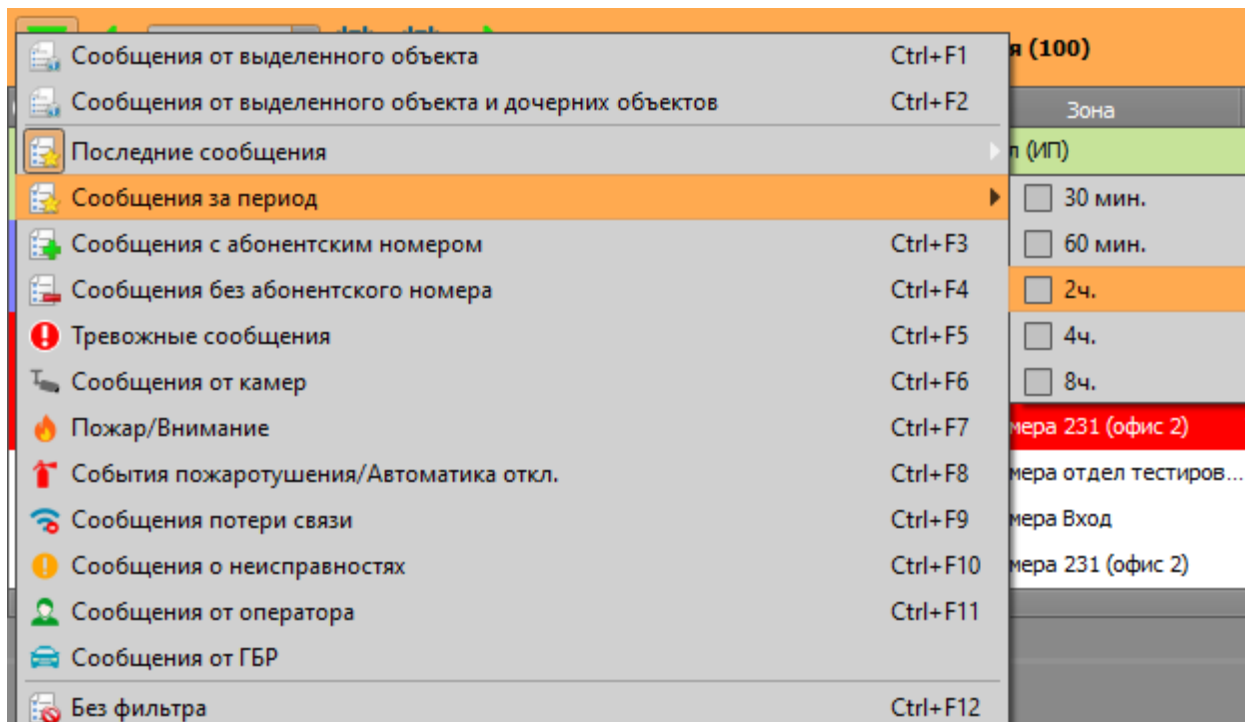 Сообщения от выделенного объекта Ctrl+F1
я (100)
Сообщения от выделенного объекта и дочерних объектов Ctrl+F2
Зона
Последние сообщения
л (ИП)
Сообщения за период
30 мин.
Сообщения с абонентским номером Ctrl+F3
60 мин.
Сообщения без абонентского номера Ctrl+F4
2ч.
Тревожные сообщения Ctrl+F5
4ч.
Сообщения от камер Ctrl+F6
8ч.
Пожар/Внимание Ctrl+F7
мера 231 (офис 2)
События пожаротушения/Автоматика откл. Ctrl+F8
мера отдел тестиров...
Сообщения потери связи Ctrl+F9
мера Вход
Сообщения о неисправностях Ctrl+F10
мера 231 (офис 2)
Сообщения от оператора Ctrl+F11
Сообщения от ГБР
Без фильтра Ctrl+F12